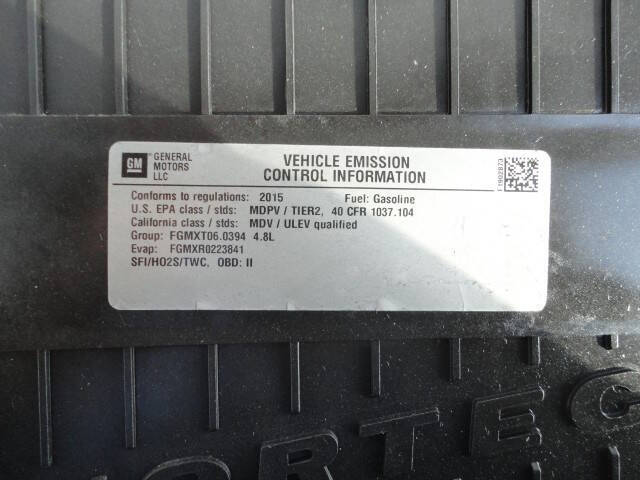 GM
GENERAL
MOTORS
LLC
VEHICLE EMISSION
CONTROL INFORMATION
Conforms to regulations: 2015 Fuel: Gasoline
U.S. EPA class / stds: MDPV / TIER2, 40 CFR 1037.104
California class / stds: MDV / ULEV qualified
Group: FGMXT06.0394 4.8L
Evap: FGMXR0223841
SFI/HO2S/TWC, OBD: II
ORTEC